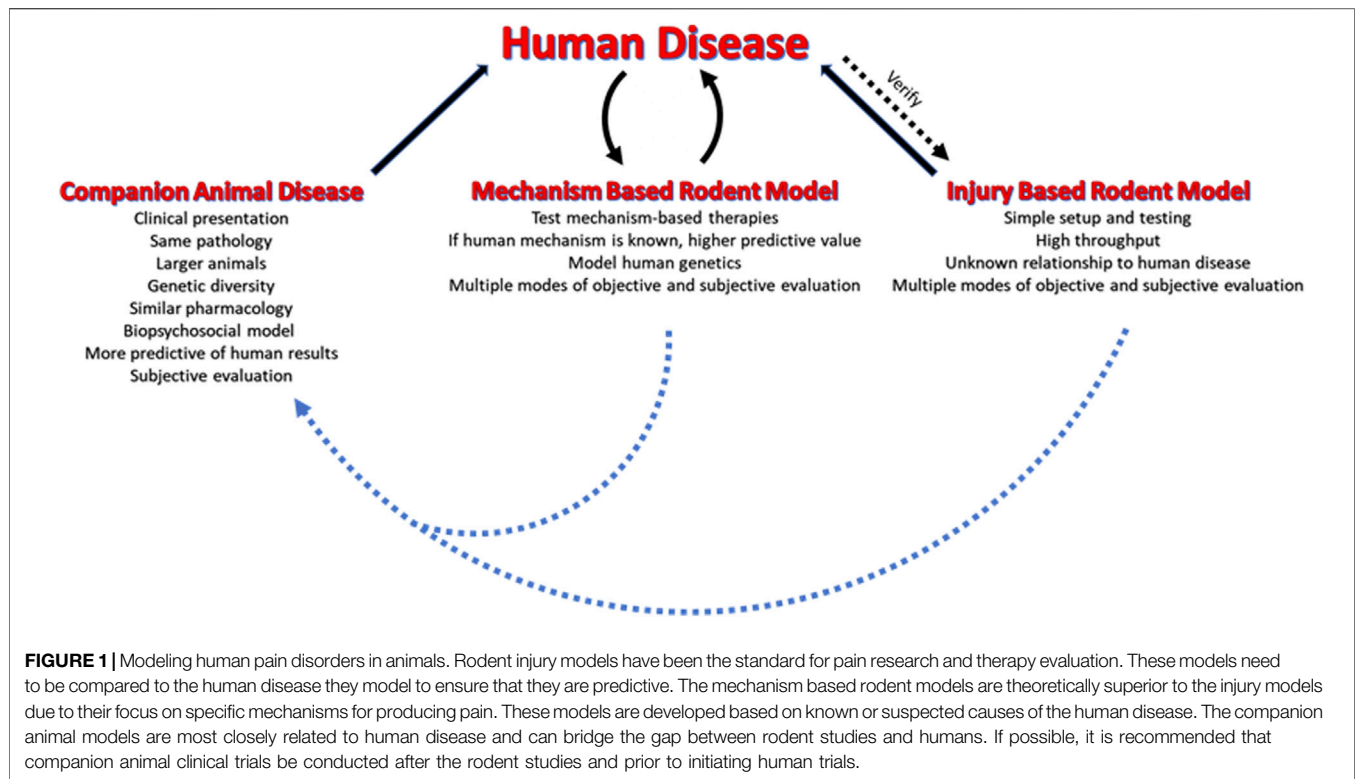 Human Disease
Verify
Companion Animal Disease
Clinical presentation
Same pathology
Larger animals
Genetic diversity
Similar pharmacology
Biopsychosocial model
More predictive of human results
Subjective evaluation
Mechanism Based Rodent Model
Test mechanism-based therapies
If human mechanism is known, higher predictive value
Model human genetics
Multiple modes of objective and subjective evaluation
Injury Based Rodent Model
Simple setup and testing
High throughput
Unknown relationship to human disease
Multiple modes of objective and subjective evaluation
FIGURE 1 | Modeling human pain disorders in animals. Rodent injury models have been the standard for pain research and therapy evaluation. These models need
to be compared to the human disease they model to ensure that they are predictive. The mechanism based rodent models are theoretically superior to the injury models
due to their focus on specific mechanisms for producing pain. These models are developed based on known or suspected causes of the human disease. The companion
animal models are most closely related to human disease and can bridge the gap between rodent studies and humans. If possible, it is recommended that
companion animal clinical trials be conducted after the rodent studies and prior to initiating human trials.